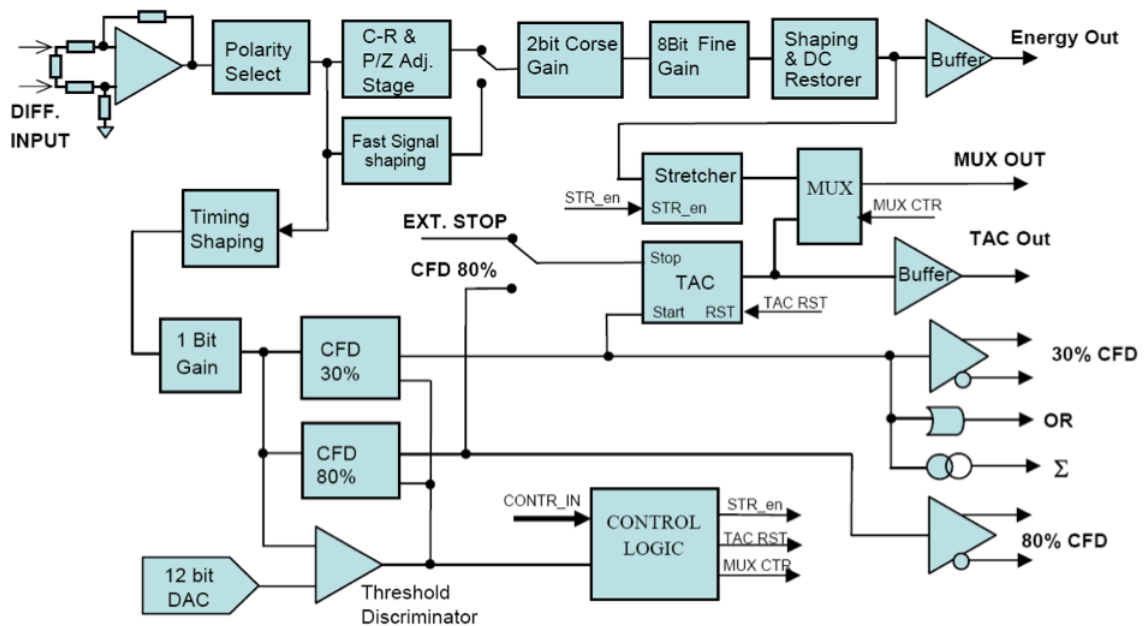 DIFF.
INPUT
Polarity
Select
C-R &
P/Z Adj.
Stage
Fast Signal
shaping
2bit Corse
Gain
8Bit Fine
Gain
Shaping
& DC
Restorer
Buffer
Energy Out
Stretcher
STR_en
STR_en
MUX
MUX OUT
MUX CTR
Timing
Shaping
EXT. STOP
CFD 80%
Stop
TAC
Start
RST
TAC RST
Buffer
TAC Out
1 Bit
Gain
CFD
30%
30% CFD
OR
Σ
CFD
80%
80% CFD
CONTR_IN
CONTROL
LOGIC
STR_en
TAC RST
MUX CTR
12 bit
DAC
Threshold
Discriminator